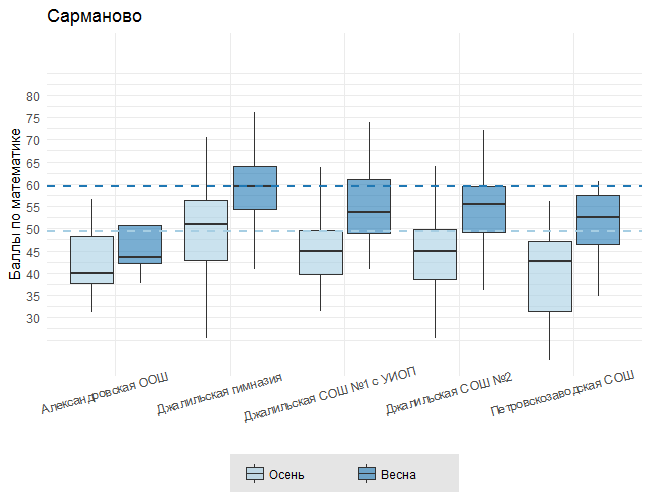 Сарманово
Баллы по математике
80
75
70
65
60
55
50
45
40
35
30
Александровская ООШ
Джалильская гимназия
Джалильская СОШ №1 с УИОП
Джалильская СОШ №2
Петровскозаводская СОШ
Осень
Весна